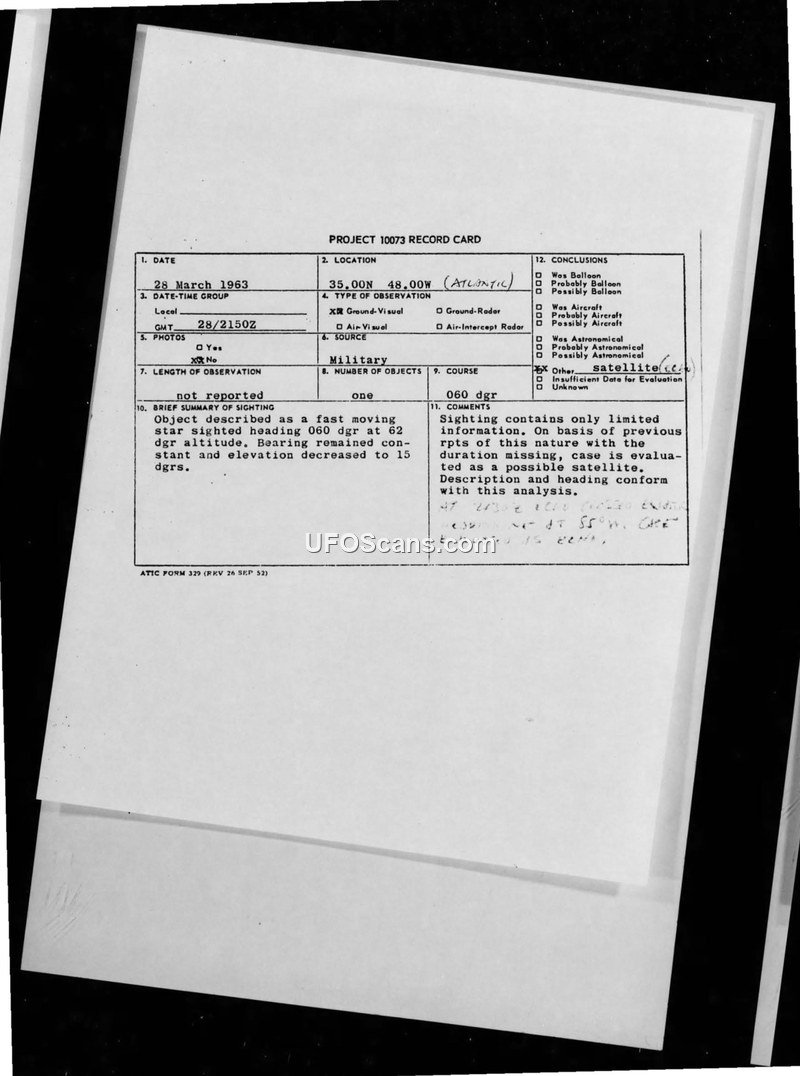 PROJECT 10073 RECORD CARD
1. DATE
28 March 1963
2. LOCATION
35.00N 48.00W (ATLANTIC)
12. CONCLUSIONS
Was Balloon
Probably Balloon
Possibly Balloon
Was Aircraft
Probably Aircraft
Possibly Aircraft
Was Astronomical
Probably Astronomical
Possibly Astronomical
Other satellite
Insufficient Data for Evaluation
Unknown
3. DATE-TIME GROUP
Local
GMT 28/2150Z
4. TYPE OF OBSERVATION
XX Ground-Visual
Ground-Radar
Air-Visual
Air-Intercept Radar
5. PHOTOS
Yes
XX No
6. SOURCE
Military
7. LENGTH OF OBSERVATION
not reported
8. NUMBER OF OBJECTS
one
9. COURSE
060 dgr
10. BRIEF SUMMARY OF SIGHTING
Object described as a fast moving
star sighted heading 060 dgr at 62
dgr altitude. Bearing remained con-
stant and elevation decreased to 15
dgrs.
11. COMMENTS
Sighting contains only limited
information. On basis of previous
rpts of this nature with the
duration missing, case is evalua-
ted as a possible satellite.
Description and heading conform
with this analysis.
AT
AT 55°W. CASE
UFOScans.com
ATIC FORM 329 (REV 26 SEP 52)